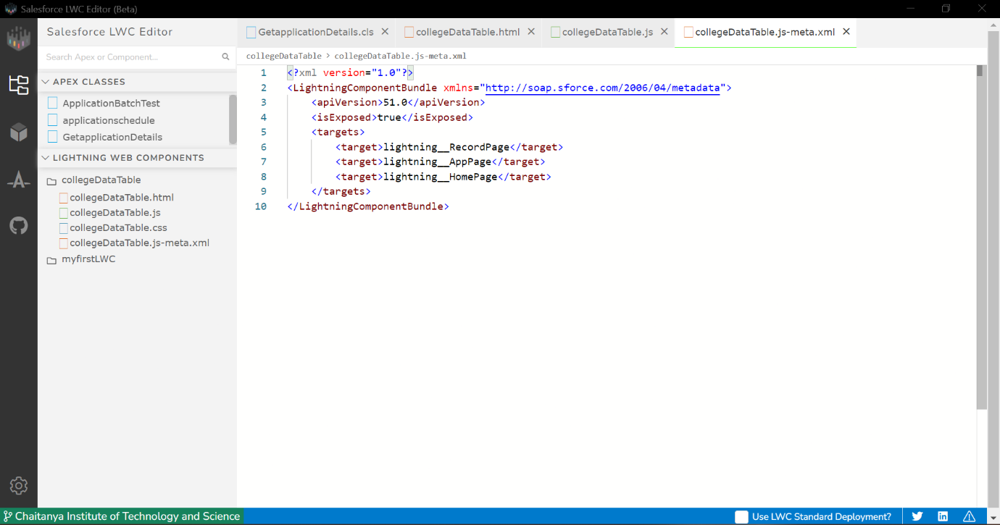 Salesforce LWC Editor (Beta)
Salesforce LWC Editor
Search Apex or Component...
APEX CLASSES
ApplicationBatchTest
applicationschedule
GetapplicationDetails
LIGHTNING WEB COMPONENTS
collegeDataTable
collegeDataTable.html
collegeDataTable.js
collegeDataTable.css
collegeDataTable.js-meta.xml
myfirstLWC
GetapplicationDetails.cls
collegeDataTable.html
collegeDataTable.js
collegeDataTable.js-meta.xml
collegeDataTable > collegeDataTable.js-meta.xml
1 <?xml version="1.0"?>
2 <LightningComponentBundle xmlns="http://soap.sforce.com/2006/04/metadata">
3 <apiVersion>51.0</apiVersion>
4 <isExposed>true</isExposed>
5 <targets>
6 <target>lightning__RecordPage</target>
7 <target>lightning__AppPage</target>
8 <target>lightning__HomePage</target>
9 </targets>
10 </LightningComponentBundle>
Chaitanya Institute of Technology and Science
Use LWC Standard Deployment?